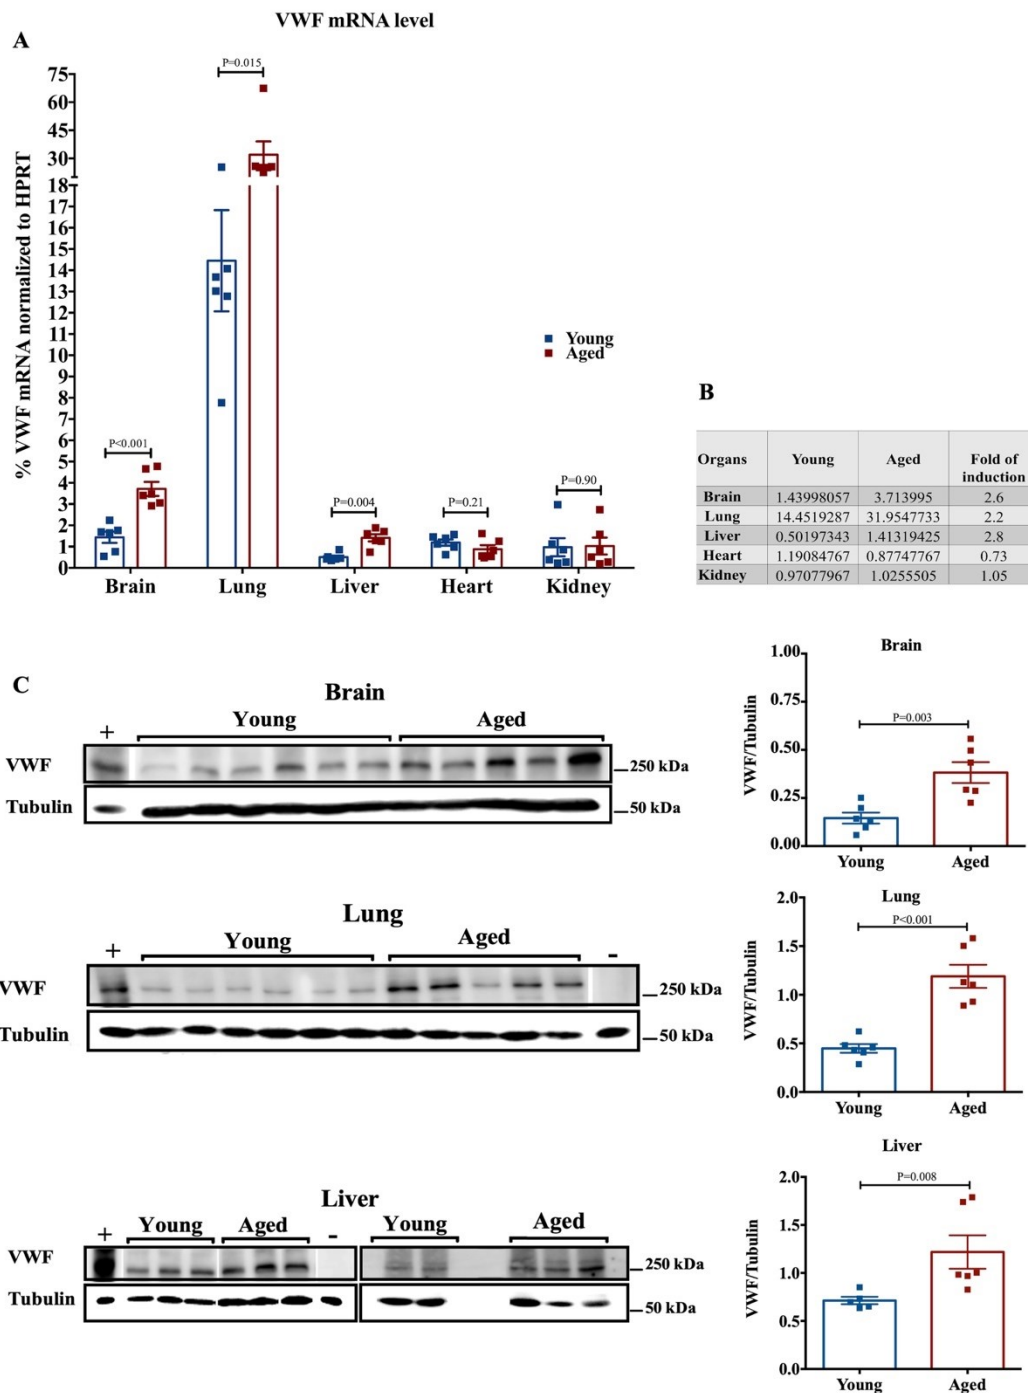 VWF mRNA level
A
% VWF mRNA normalized to HPRT
75
60
45
30
18
17
16
15
14
13
12
11
10
9
8
7
6
5
4
3
2
1
0
P<0.001
P=0.015
P=0.004
P=0.21
P=0.90
Young
Aged
Brain Lung Liver Heart Kidney
B
Organs Young Aged Fold of
induction
Brain 1.43998057 3.713995 2.6
Lung 14.4519287 31.9547733 2.2
Liver 0.50197343 1.41319425 2.8
Heart 1.19084767 0.87747767 0.73
Kidney 0.97077967 1.0255505 1.05
C
Brain
+ Young Aged
VWF 250 kDa
Tubulin 50 kDa
Brain
VWF/Tubulin
1.00
0.75
0.50
0.25
0.00
P=0.003
Young Aged
Lung
+ Young Aged -
VWF 250 kDa
Tubulin 50 kDa
Lung
VWF/Tubulin
2.0
1.5
1.0
0.5
0.0
P<0.001
Young Aged
Liver
+ Young Aged - Young Aged
VWF 250 kDa
Tubulin 50 kDa
Liver
VWF/Tubulin
2.0
1.5
1.0
0.5
0.0
P=0.008
Young Aged